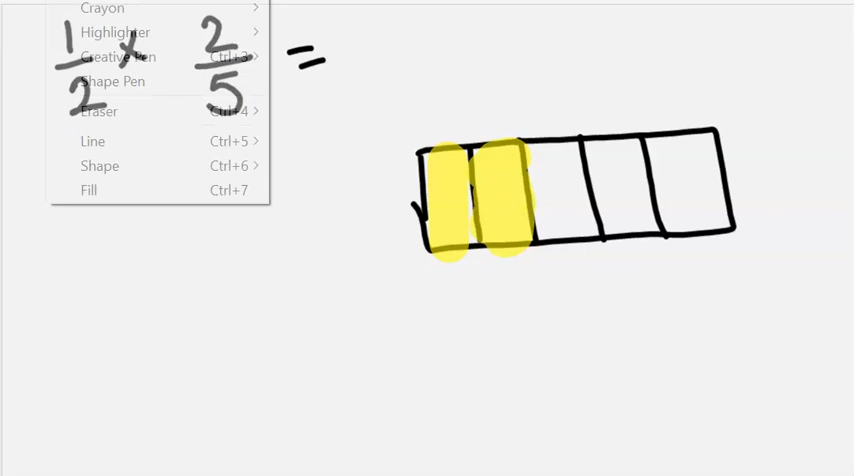 Crayon
Highlighter
Creative Pen Ctrl+3
Shape Pen
Eraser Ctrl+4
Line Ctrl+5
Shape Ctrl+6
Fill Ctrl+7
1/2 x 2/5 =